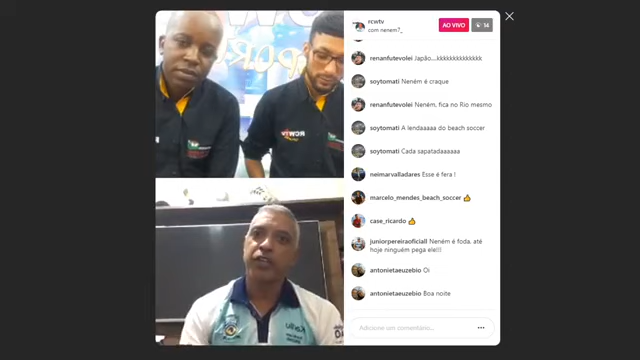 rcwtv
com nenem?_
AO VIVO
14
renanfutevolei Japão....kkkkkkkkkkkkkk
soytomati Neném é craque
renanfutevolei Neném, fica no Rio mesmo
soytomati A lendaaaaa do beach soccer
soytomati Cada sapatadaaaaaa
neimarvalladares Esse é fera !
marcelo_mendes_beach_soccer 👍
case_ricardo 👍
juniorpereiraoficiall Neném é foda. até
hoje ninguém pega ele!!!
antonietaeuzebio Oi
antonietaeuzebio Boa noite
Adicione um comentário...
RCWTV